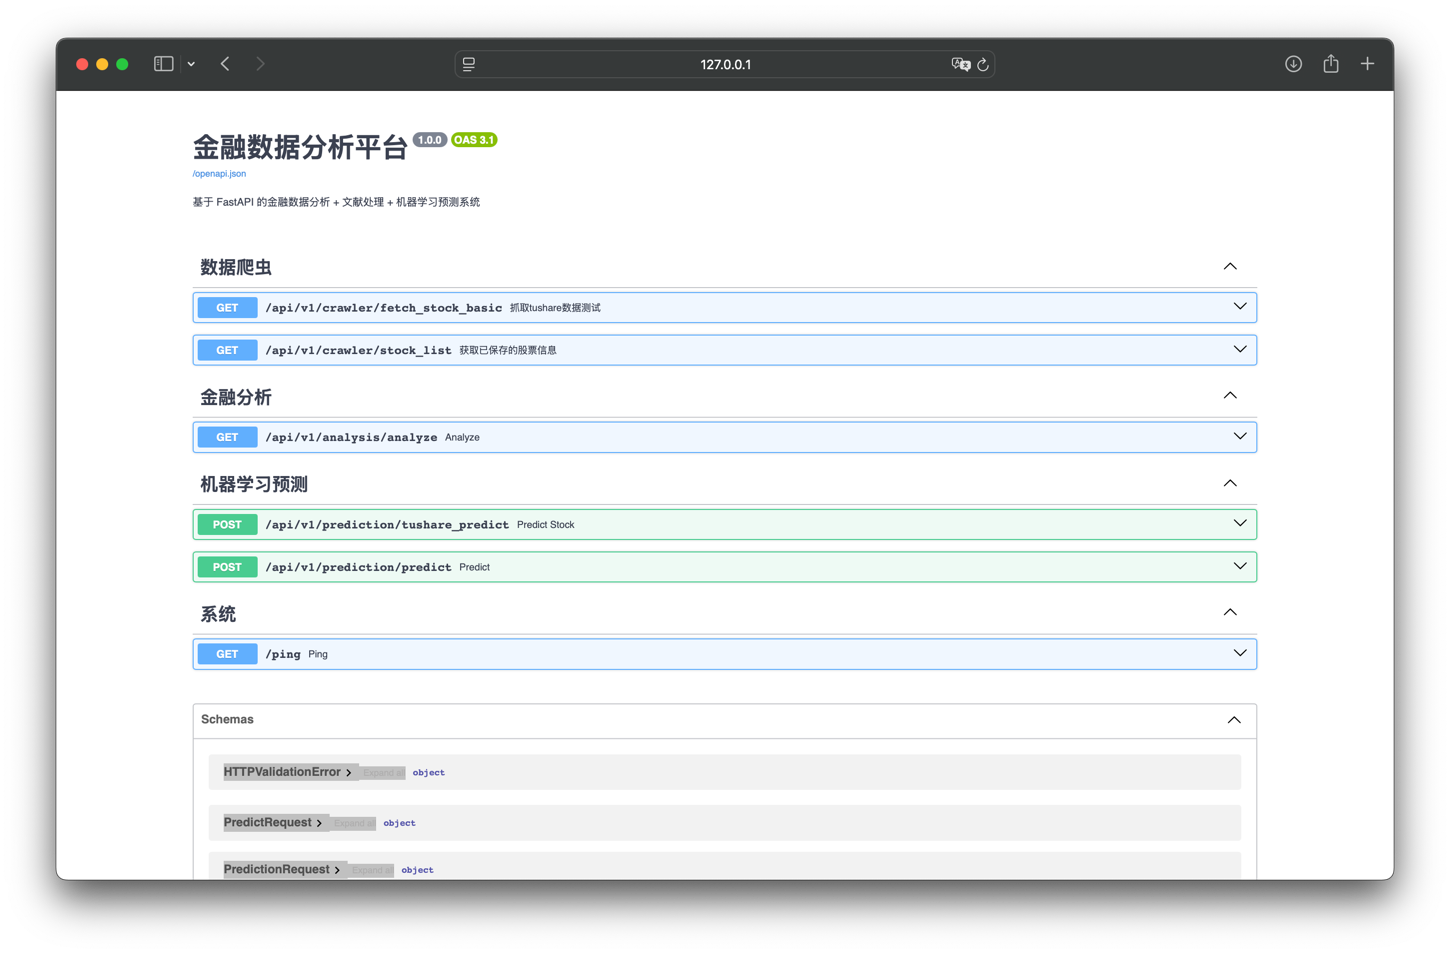 127.0.0.1
金融数据分析平台 1.0.0 OAS 3.1
/openapi.json
基于 FastAPI 的金融数据分析 + 文献处理 + 机器学习预测系统
数据爬虫
GET /api/v1/crawler/fetch_stock_basic 抓取tushare数据测试
GET /api/v1/crawler/stock_list 获取已保存的股票信息
金融分析
GET /api/v1/analysis/analyze Analyze
机器学习预测
POST /api/v1/prediction/tushare_predict Predict Stock
POST /api/v1/prediction/predict Predict
系统
GET /ping Ping
Schemas
HTTPValidationError Expand all object
PredictRequest Expand all object
PredictionRequest Expand all object